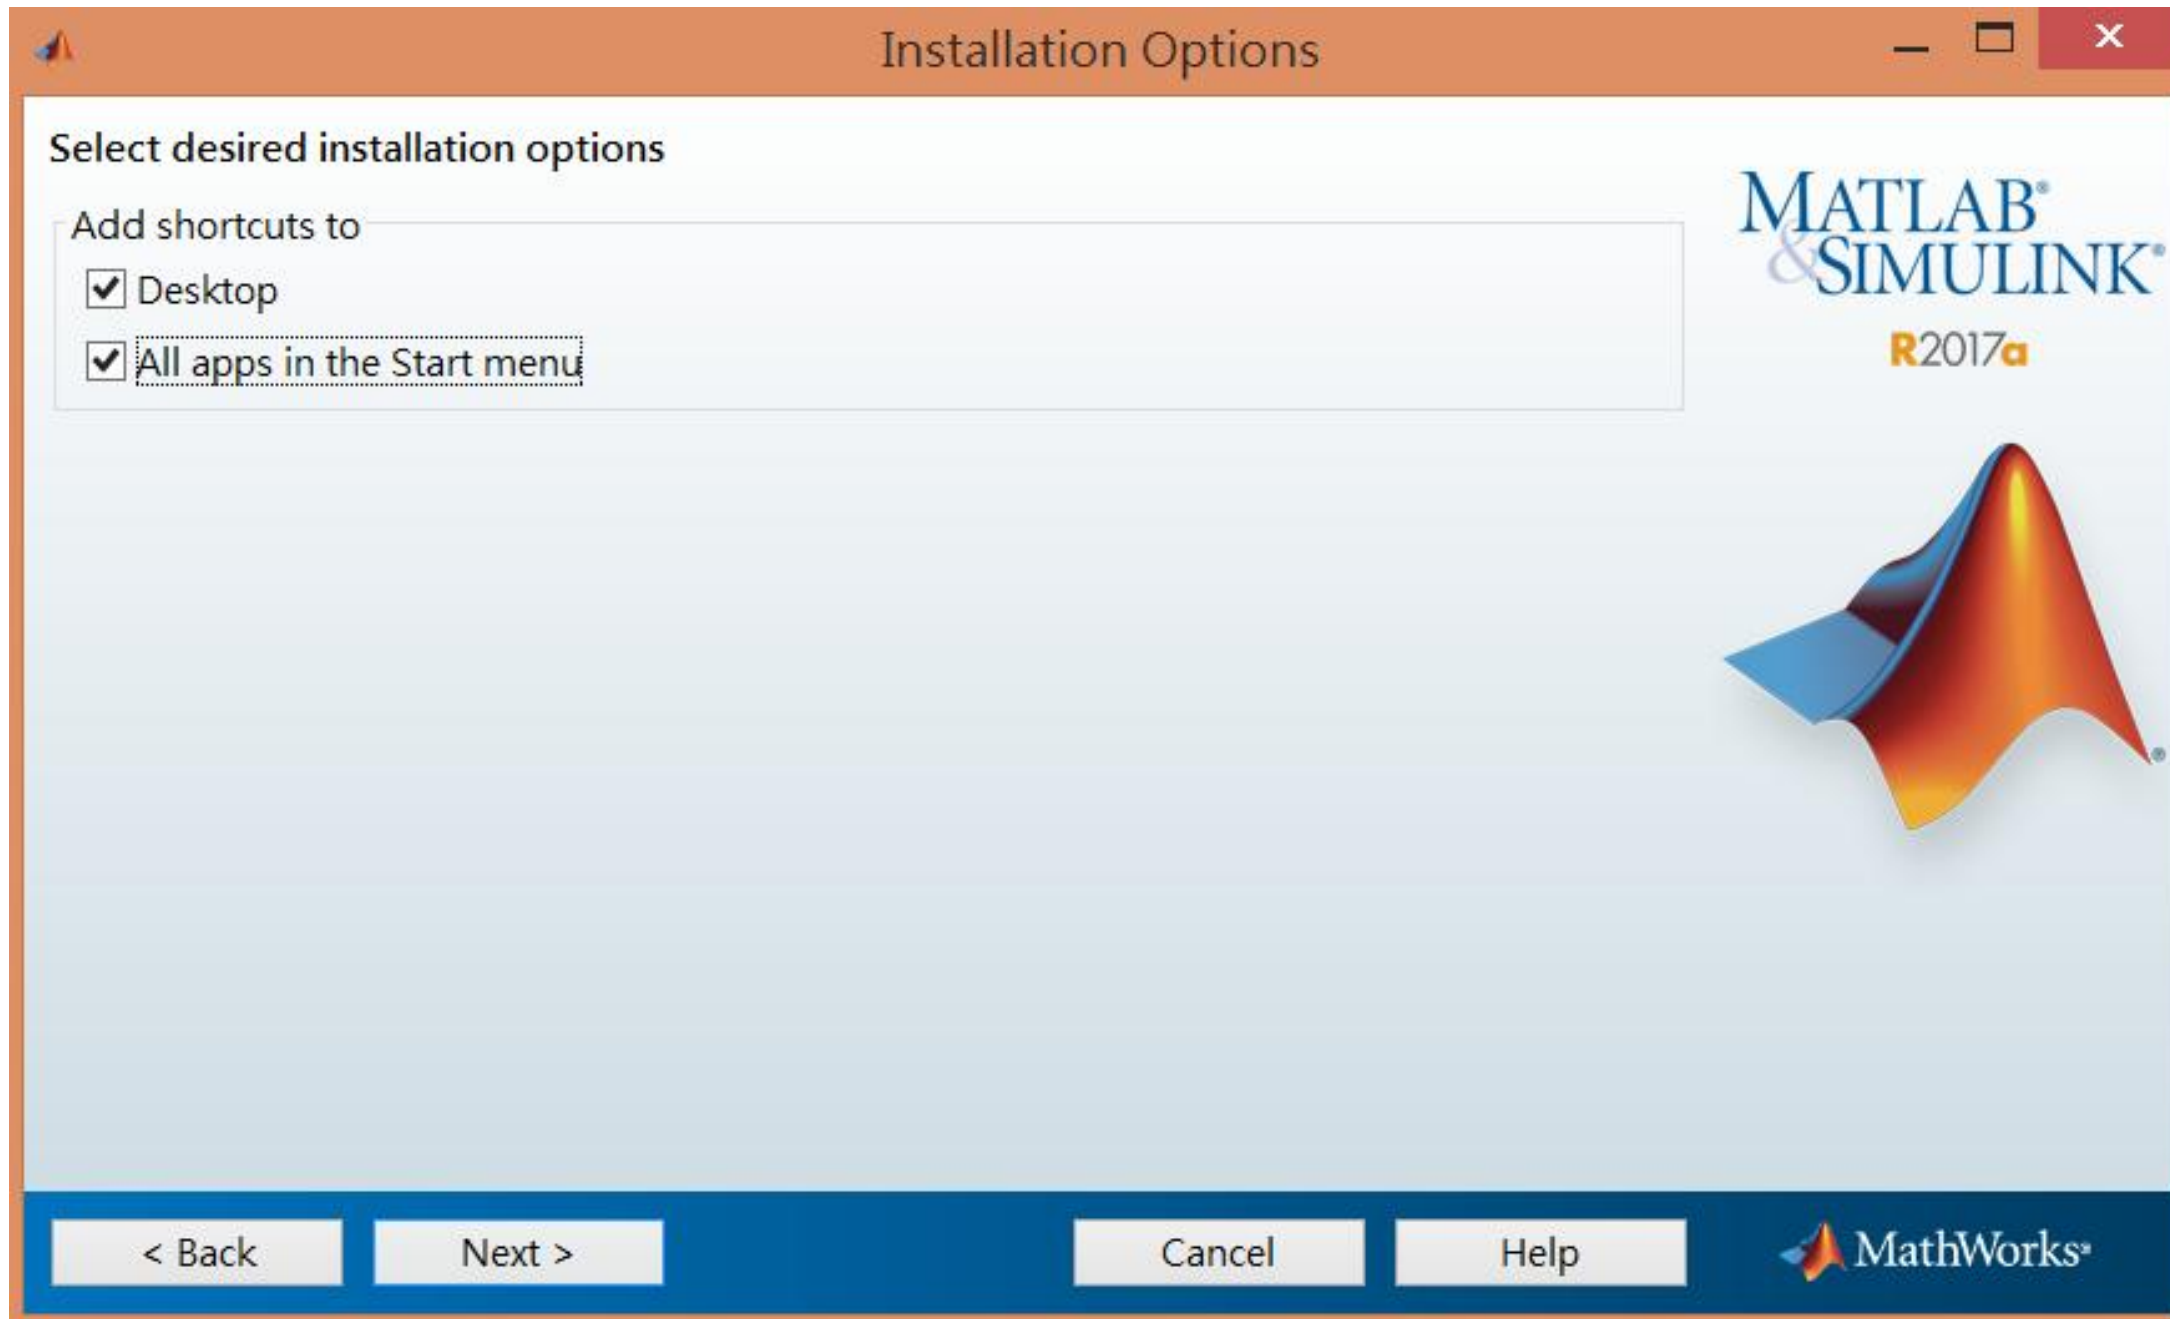 Installation Options
Select desired installation options
Add shortcuts to
Desktop
All apps in the Start menu
MATLAB®
&SIMULINK®
R2017a
®
< Back
Next >
Cancel
Help
MathWorks®